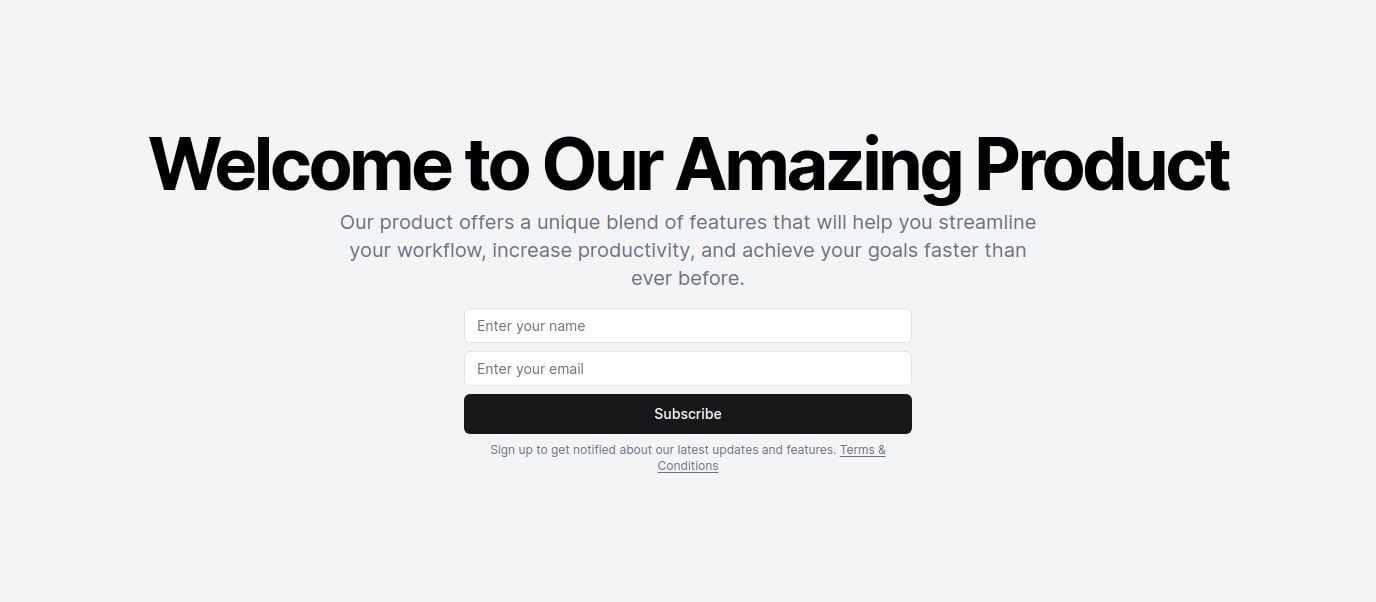 Welcome to Our Amazing Product
Our product offers a unique blend of features that will help you streamline
your workflow, increase productivity, and achieve your goals faster than
ever before.
Enter your name
Enter your email
Subscribe
Sign up to get notified about our latest updates and features. Terms &
Conditions